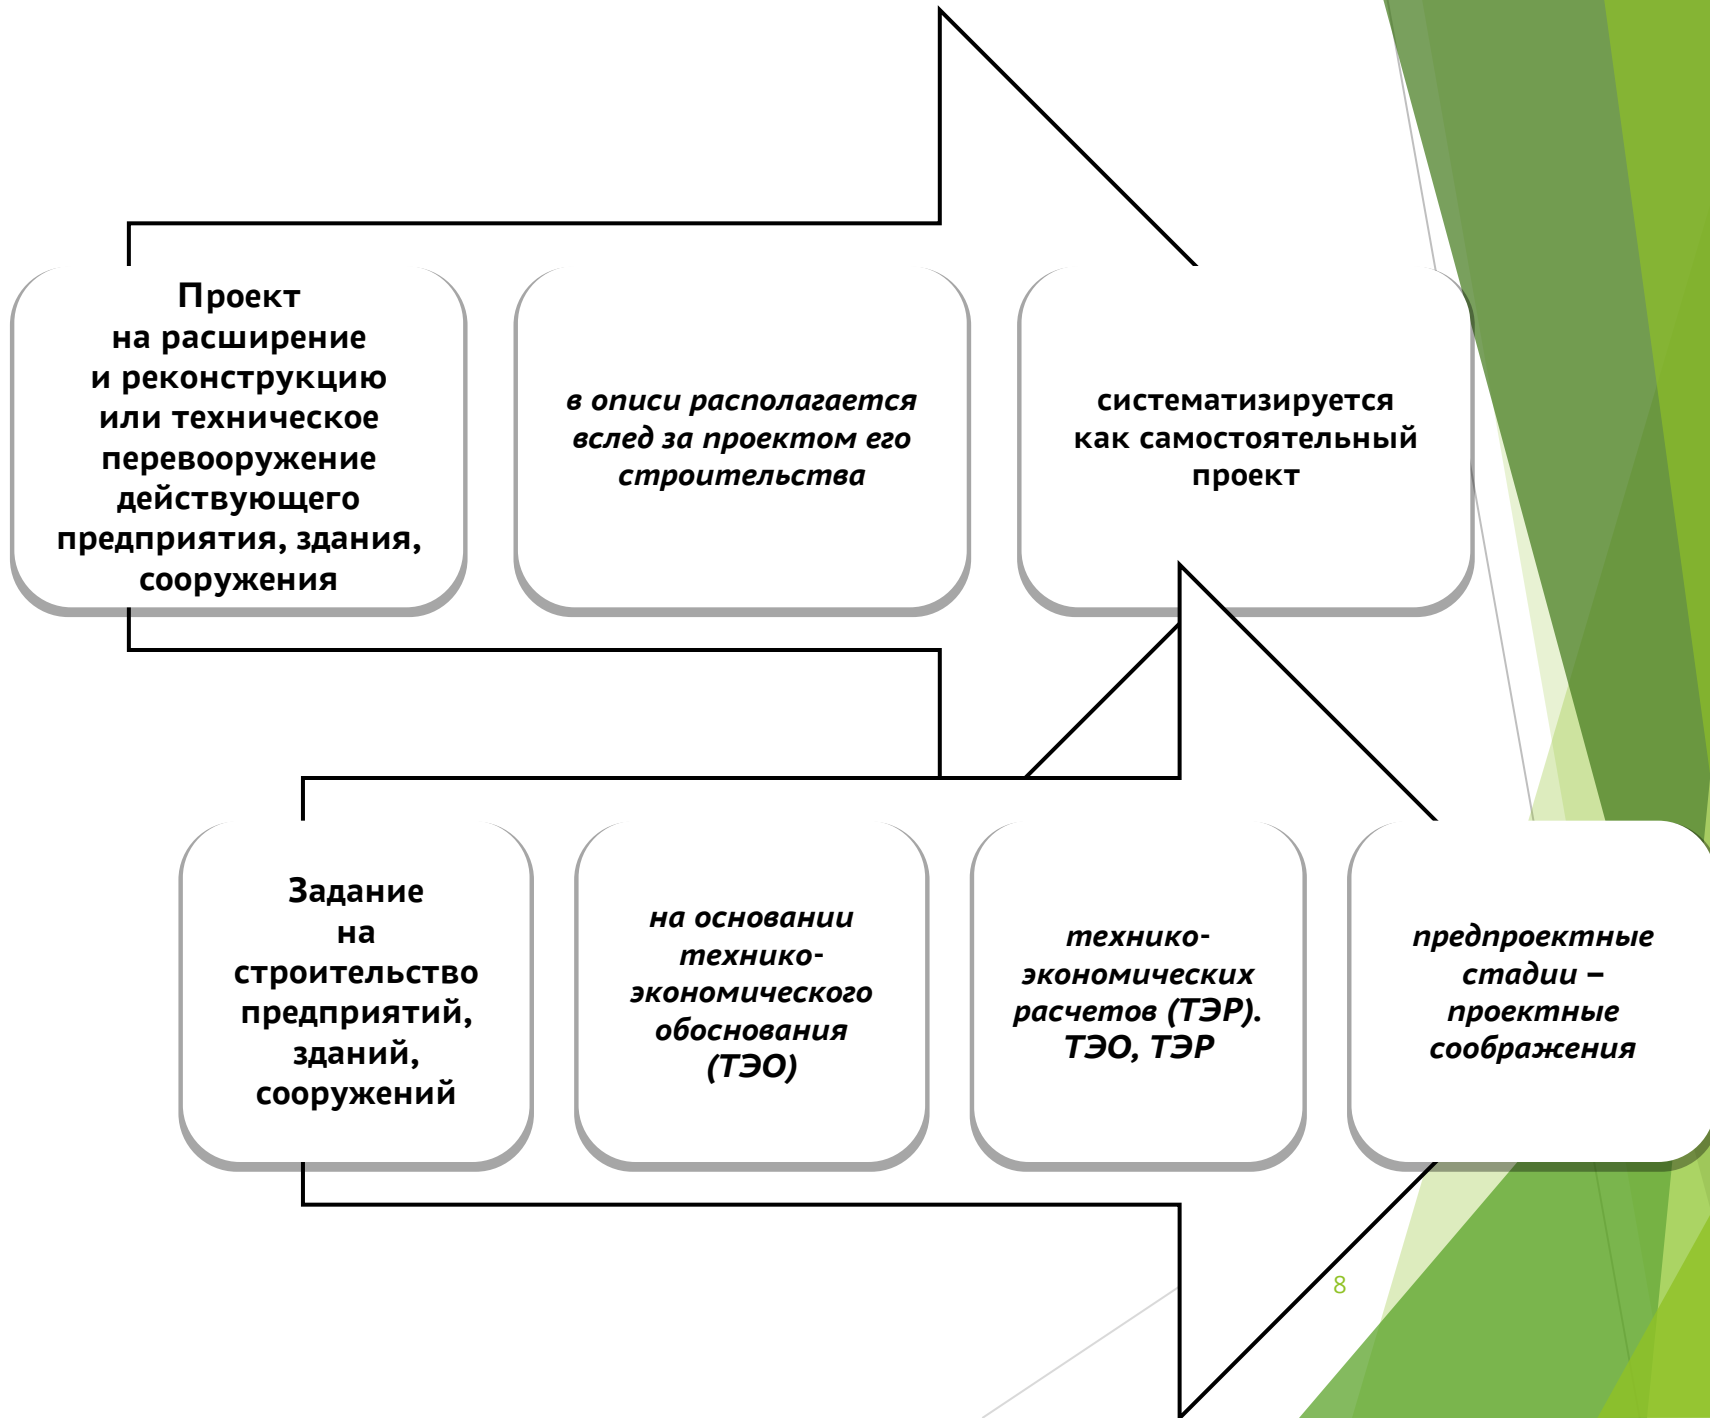 Проект
на расширение
и реконструкцию
или техническое
перевооружение
действующего
предприятия, здания,
сооружения
в описи располагается
вслед за проектом его
строительства
систематизируется
как самостоятельный
проект
Задание
на
строительство
предприятий,
зданий,
сооружений
на основании
технико-
экономического
обоснования
(ТЭО)
технико-
экономических
расчетов (ТЭР).
ТЭО, ТЭР
предпроектные
стадии –
проектные
соображения
8